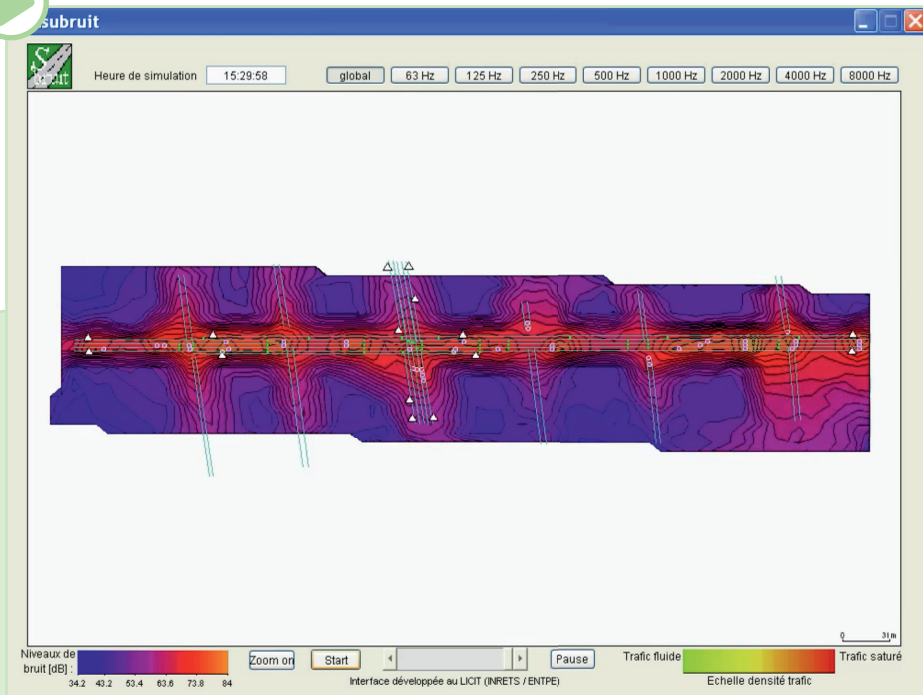 subruit
Heure de simulation 15:29:58 global 63 Hz 125 Hz 250 Hz 500 Hz 1000 Hz 2000 Hz 4000 Hz 8000 Hz
0 31m
Niveaux de bruit [dB] :
34.2 43.2 53.4 63.6 73.8 84
Zoom on Start Pause
Interface développée au LICIT (INRETS / ENTPE)
Trafic fluide Trafic saturé
Echelle densité trafic